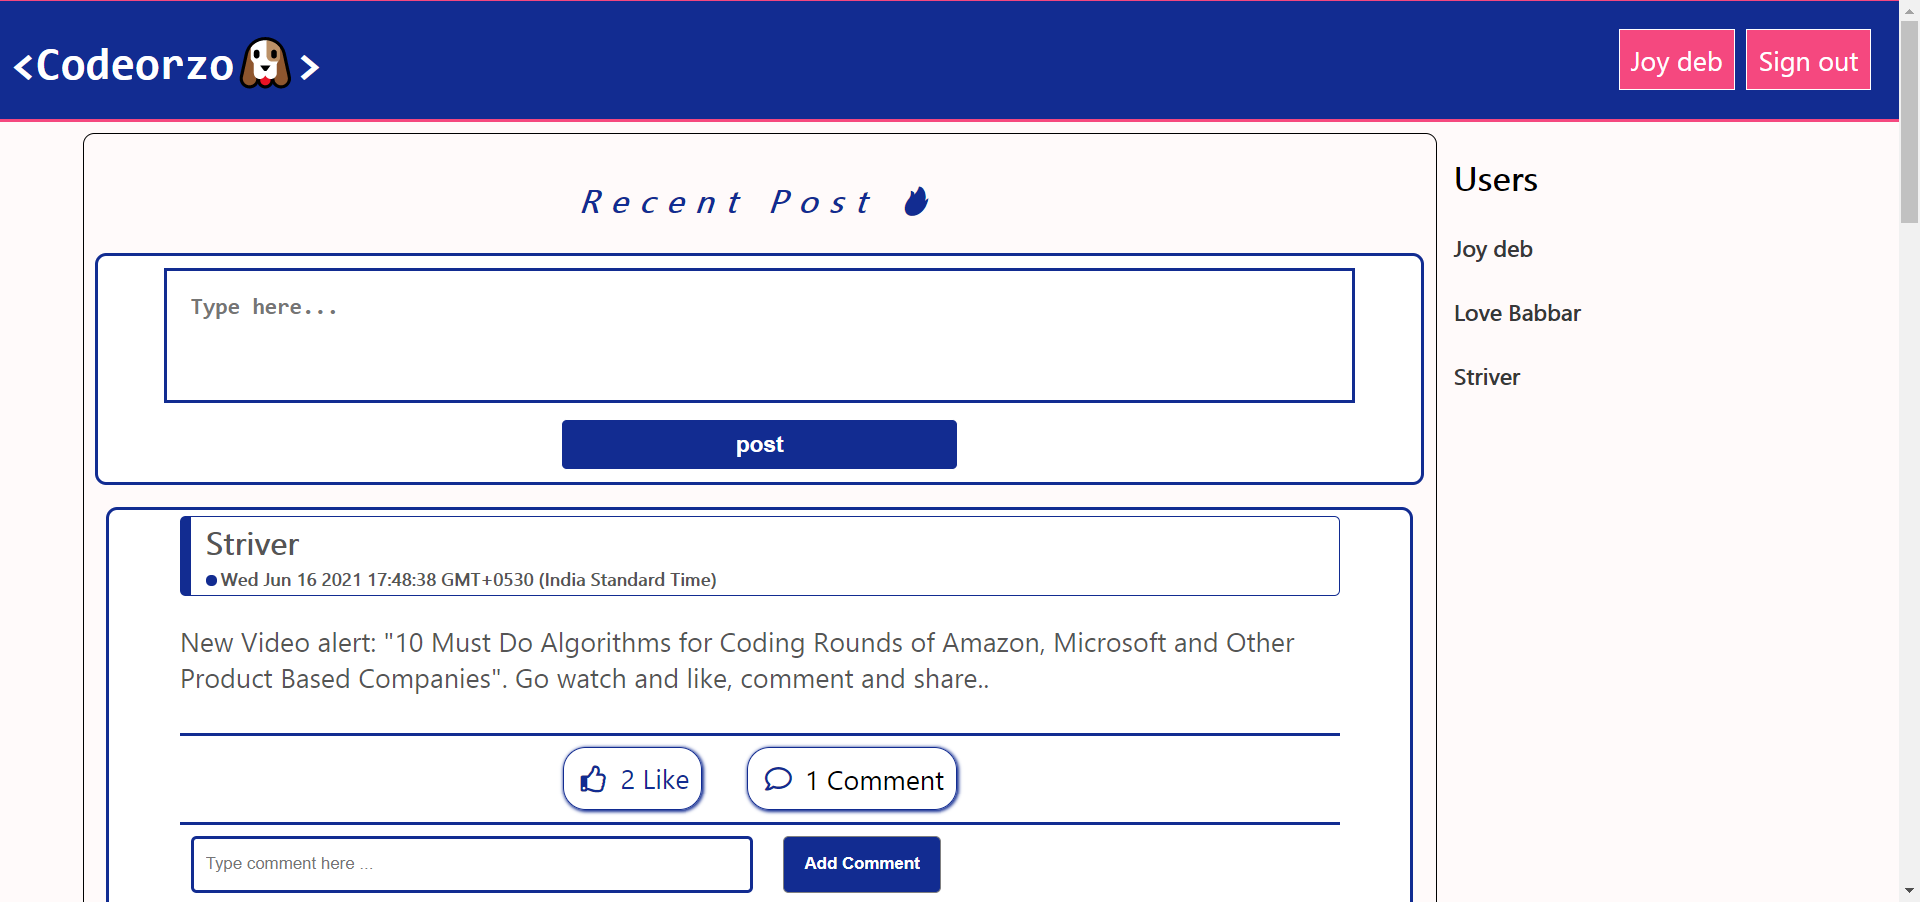 <Codeorzo>
Joy deb
Sign out
Recent Post
Type here...
post
Users
Joy deb
Love Babbar
Striver
Striver
Wed Jun 16 2021 17:48:38 GMT+0530 (India Standard Time)
New Video alert: "10 Must Do Algorithms for Coding Rounds of Amazon, Microsoft and Other
Product Based Companies". Go watch and like, comment and share..
2 Like
1 Comment
Type comment here ...
Add Comment